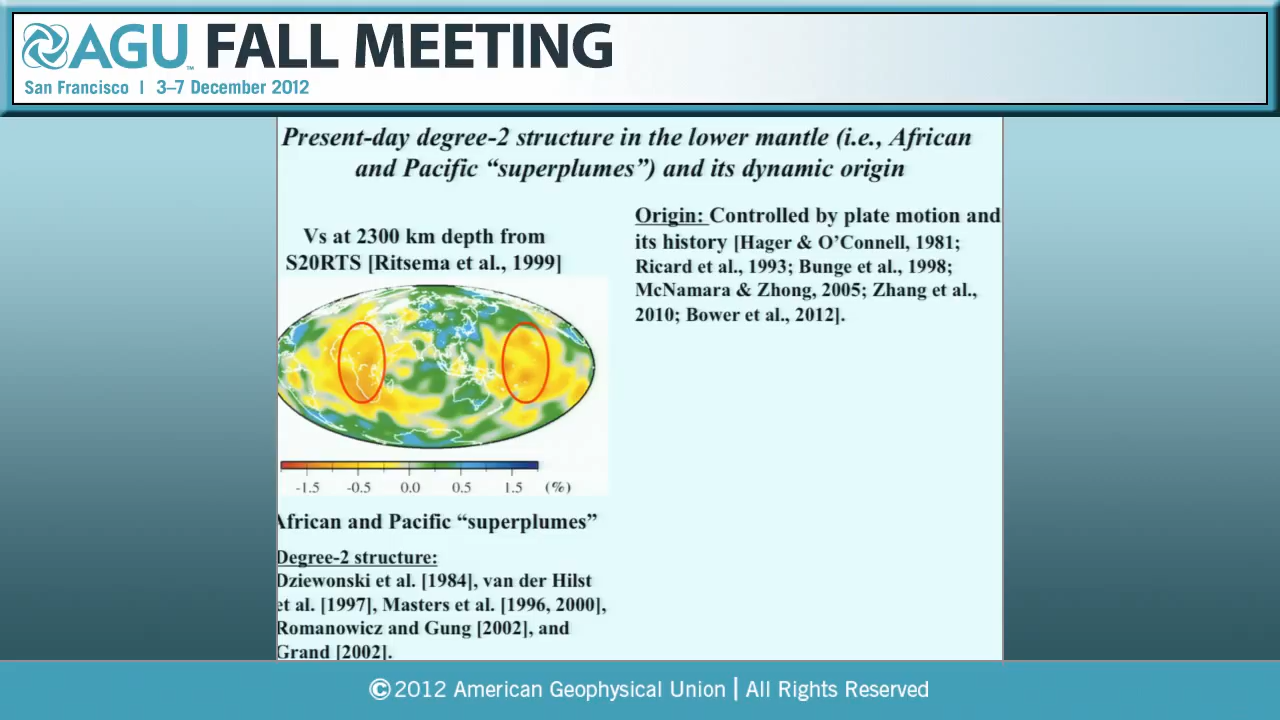 AGU FALL MEETING
San Francisco | 3–7 December 2012
Present-day degree-2 structure in the lower mantle (i.e., African
and Pacific “superplumes”) and its dynamic origin
Vs at 2300 km depth from
S20RTS [Ritsema et al., 1999]
-1.5 -0.5 0.0 0.5 1.5 (%)
African and Pacific “superplumes”
Degree-2 structure:
Dziewonski et al. [1984], van der Hilst
et al. [1997], Masters et al. [1996, 2000],
Romanowicz and Gung [2002], and
Grand [2002].
Origin: Controlled by plate motion and
its history [Hager & O’Connell, 1981;
Ricard et al., 1993; Bunge et al., 1998;
McNamara & Zhong, 2005; Zhang et al.,
2010; Bower et al., 2012].
©2012 American Geophysical Union | All Rights Reserved